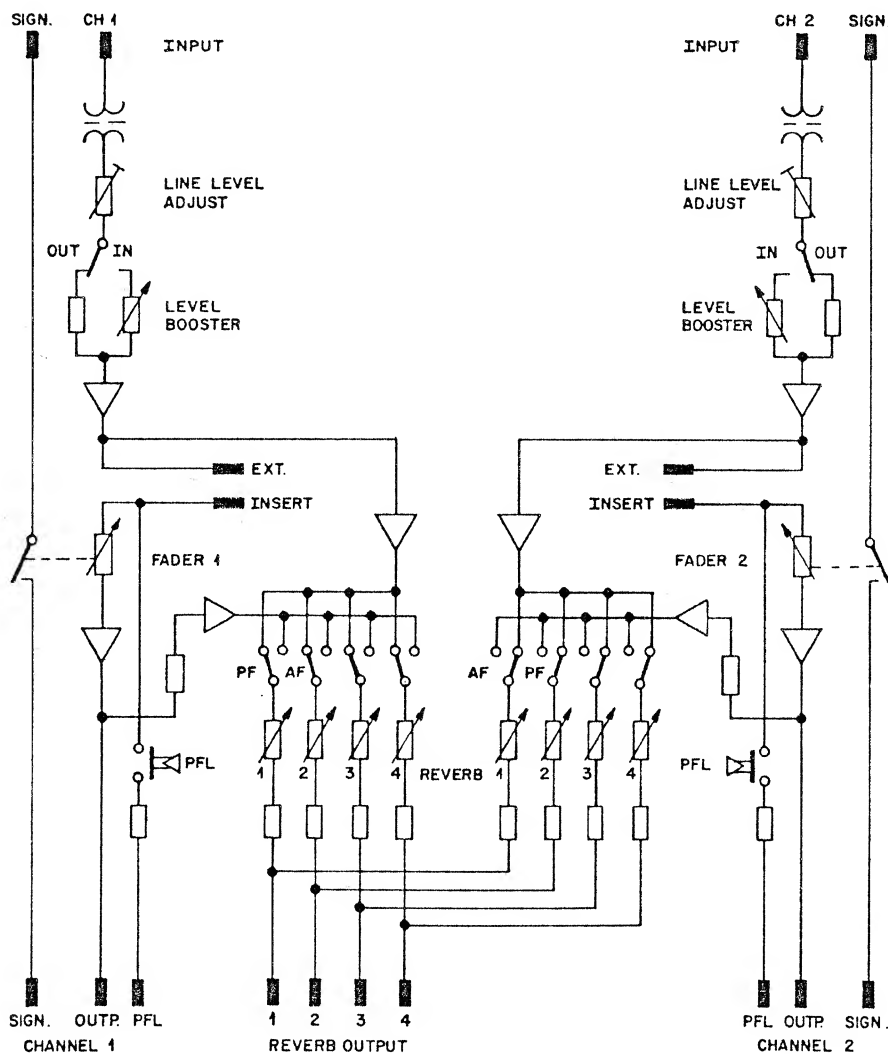 SIGN. CH 1 INPUT INPUT CH 2 SIGN.
LINE LEVEL ADJUST LINE LEVEL ADJUST
OUT IN IN OUT
LEVEL BOOSTER LEVEL BOOSTER
EXT. EXT.
INSERT INSERT
FADER 1 FADER 2
PF AF AF PF
1 2 3 4 REVERB 1 2 3 4
PFL PFL
1 2 3 4
SIGN. OUTP. PFL PFL OUTP. SIGN.
CHANNEL 1 REVERB OUTPUT CHANNEL 2